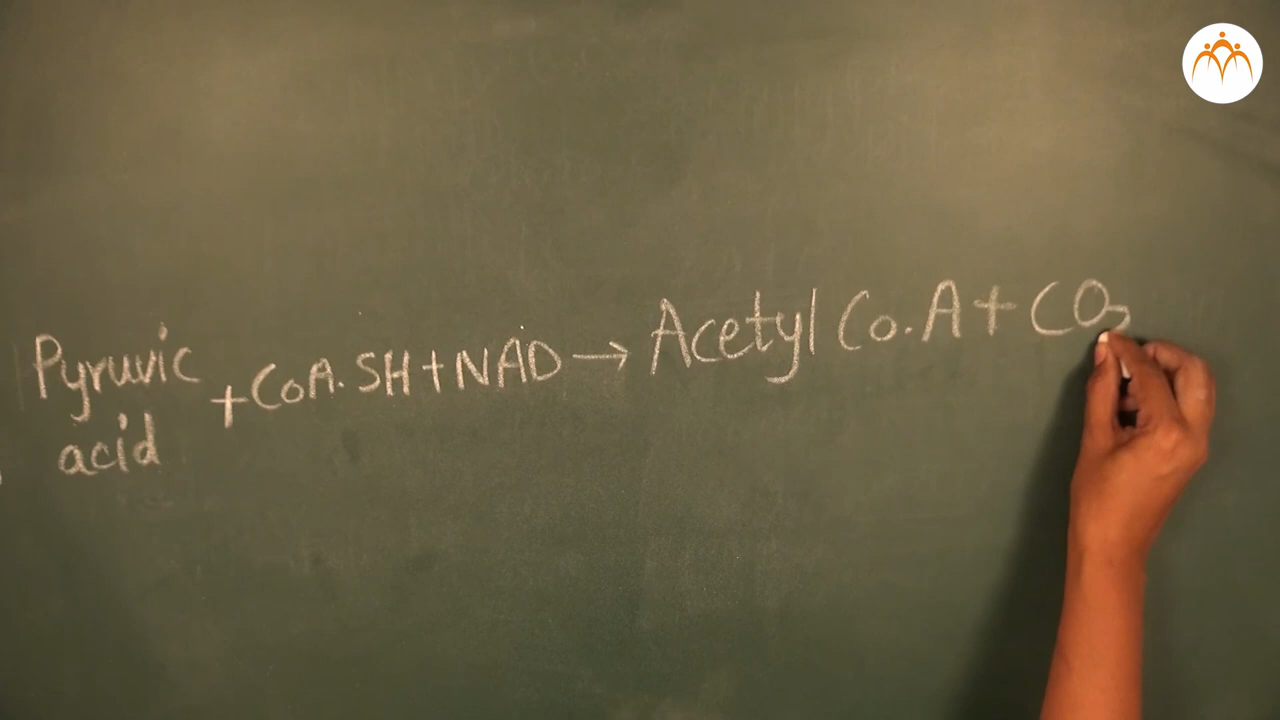 Pyruvic + CoA.SH + NAD → Acetyl Co.A + CO2
acid